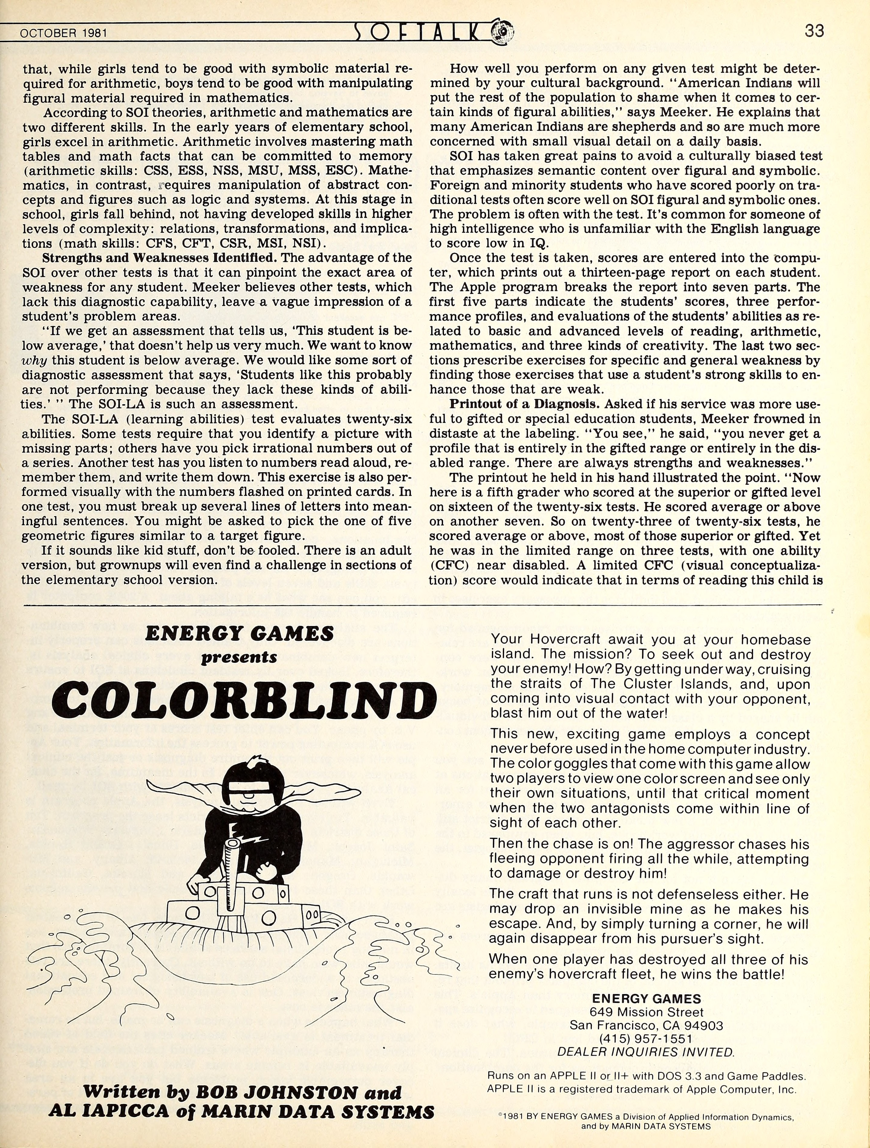 OCTOBER 1981
SOFTALK
33
that, while girls tend to be good with symbolic material re-
quired for arithmetic, boys tend to be good with manipulating
figural material required in mathematics.
According to SOI theories, arithmetic and mathematics are
two different skills. In the early years of elementary school,
girls excel in arithmetic. Arithmetic involves mastering math
tables and math facts that can be committed to memory
(arithmetic skills: CSS, ESS, NSS, MSU, MSS, ESC). Mathe-
matics, in contrast, requires manipulation of abstract con-
cepts and figures such as logic and systems. At this stage in
school, girls fall behind, not having developed skills in higher
levels of complexity: relations, transformations, and implica-
tions (math skills: CFS, CFT, CSR, MSI, NSI).
Strengths and Weaknesses Identified. The advantage of the
SOI over other tests is that it can pinpoint the exact area of
weakness for any student. Meeker believes other tests, which
lack this diagnostic capability, leave a vague impression of a
student's problem areas.
"If we get an assessment that tells us, 'This student is be-
low average,' that doesn't help us very much. We want to know
why this student is below average. We would like some sort of
diagnostic assessment that says, 'Students like this probably
are not performing because they lack these kinds of abili-
ties.' " The SOI-LA is such an assessment.
The SOI-LA (learning abilities) test evaluates twenty-six
abilities. Some tests require that you identify a picture with
missing parts; others have you pick irrational numbers out of
a series. Another test has you listen to numbers read aloud, re-
member them, and write them down. This exercise is also per-
formed visually with the numbers flashed on printed cards. In
one test, you must break up several lines of letters into mean-
ingful sentences. You might be asked to pick the one of five
geometric figures similar to a target figure.
If it sounds like kid stuff, don't be fooled. There is an adult
version, but grownups will even find a challenge in sections of
the elementary school version.
How well you perform on any given test might be deter-
mined by your cultural background. "American Indians will
put the rest of the population to shame when it comes to cer-
tain kinds of figural abilities," says Meeker. He explains that
many American Indians are shepherds and so are much more
concerned with small visual detail on a daily basis.
SOI has taken great pains to avoid a culturally biased test
that emphasizes semantic content over figural and symbolic.
Foreign and minority students who have scored poorly on tra-
ditional tests often score well on SOI figural and symbolic ones.
The problem is often with the test. It's common for someone of
high intelligence who is unfamiliar with the English language
to score low in IQ.
Once the test is taken, scores are entered into the compu-
ter, which prints out a thirteen-page report on each student.
The Apple program breaks the report into seven parts. The
first five parts indicate the students' scores, three perfor-
mance profiles, and evaluations of the students' abilities as re-
lated to basic and advanced levels of reading, arithmetic,
mathematics, and three kinds of creativity. The last two sec-
tions prescribe exercises for specific and general weakness by
finding those exercises that use a student's strong skills to en-
hance those that are weak.
Printout of a Diagnosis. Asked if his service was more use-
ful to gifted or special education students, Meeker frowned in
distaste at the labeling. "You see," he said, "you never get a
profile that is entirely in the gifted range or entirely in the dis-
abled range. There are always strengths and weaknesses."
The printout he held in his hand illustrated the point. "Now
here is a fifth grader who scored at the superior or gifted level
on sixteen of the twenty-six tests. He scored average or above
on another seven. So on twenty-three of twenty-six tests, he
scored average or above, most of those superior or gifted. Yet
he was in the limited range on three tests, with one ability
(CFC) near disabled. A limited CFC (visual conceptualiza-
tion) score would indicate that in terms of reading this child is
ENERGY GAMES
presents
COLORBLIND
Written by BOB JOHNSTON and
AL IAPICCA of MARIN DATA SYSTEMS
Your Hovercraft await you at your homebase
island. The mission? To seek out and destroy
your enemy! How? By getting under way, cruising
the straits of The Cluster Islands, and, upon
coming into visual contact with your opponent,
blast him out of the water!
This new, exciting game employs a concept
never before used in the home computer industry.
The color goggles that come with this game allow
two players to view one color screen and see only
their own situations, until that critical moment
when the two antagonists come within line of
sight of each other.
Then the chase is on! The aggressor chases his
fleeing opponent firing all the while, attempting
to damage or destroy him!
The craft that runs is not defenseless either. He
may drop an invisible mine as he makes his
escape. And, by simply turning a corner, he will
again disappear from his pursuer's sight.
When one player has destroyed all three of his
enemy's hovercraft fleet, he wins the battle!
ENERGY GAMES
649 Mission Street
San Francisco, CA 94903
(415) 957-1551
DEALER INQUIRIES INVITED.
Runs on an APPLE II or II+ with DOS 3.3 and Game Paddles.
APPLE II is a registered trademark of Apple Computer, Inc.
©1981 BY ENERGY GAMES a Division of Applied Information Dynamics,
and by MARIN DATA SYSTEMS